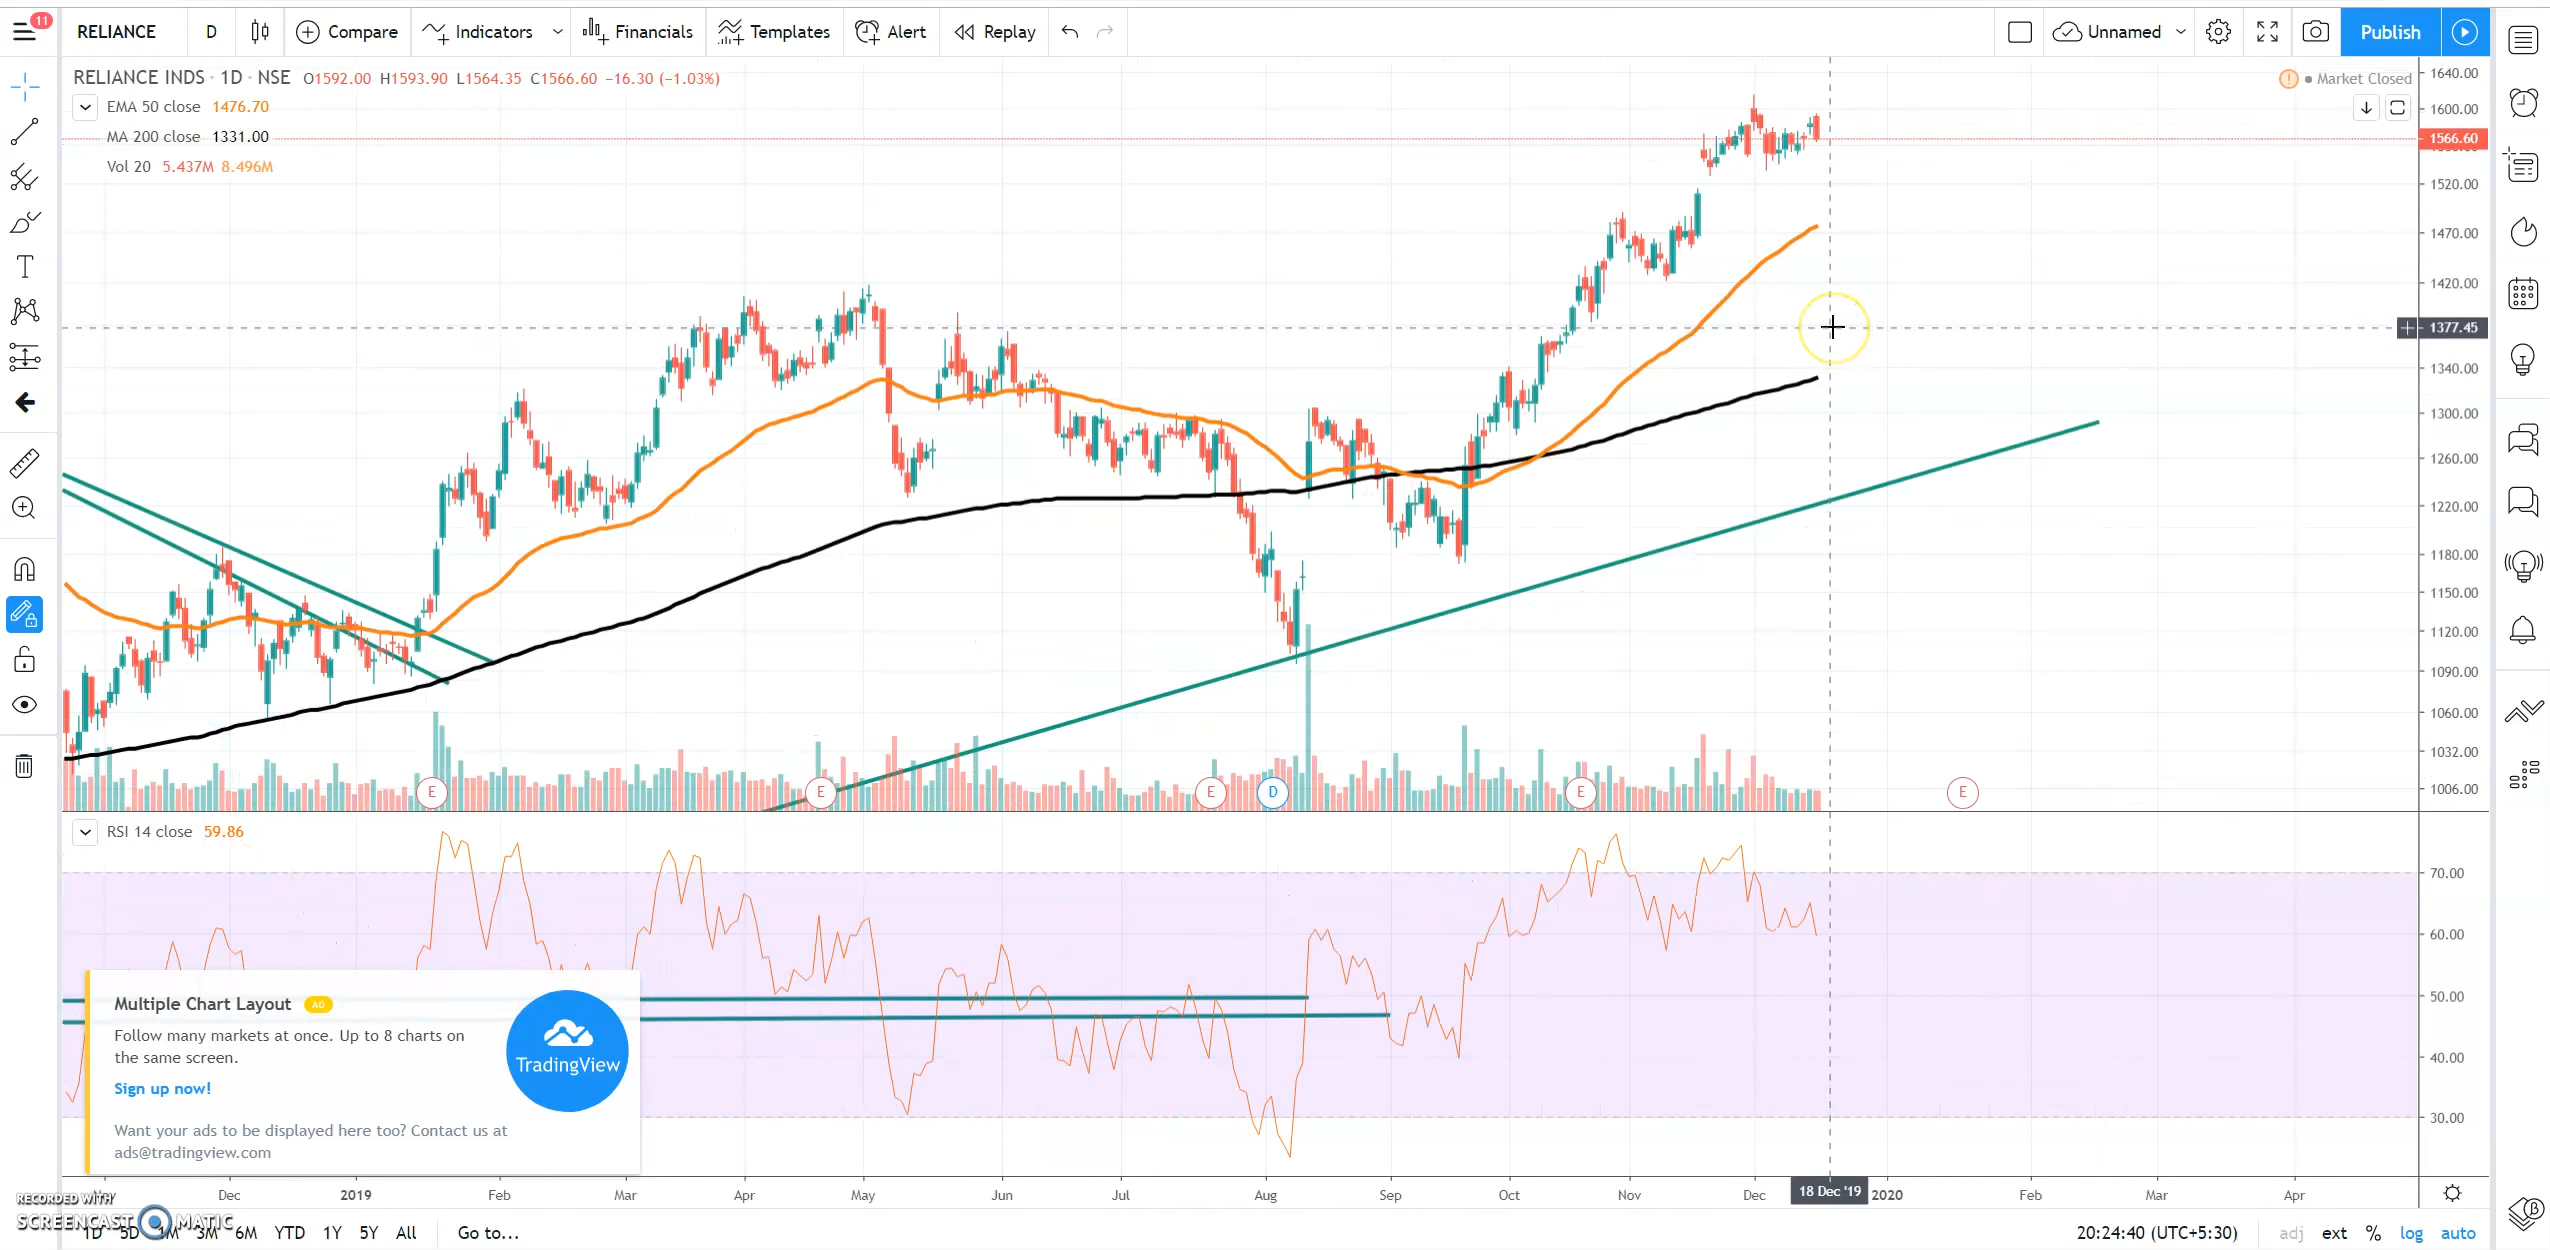 11
RELIANCE D Compare Indicators Financials Templates Alert Replay Unnamed Publish
RELIANCE INDS · 1D · NSE O1592.00 H1593.90 L1564.35 C1566.60 −16.30 (−1.03%)
Market Closed
EMA 50 close 1476.70
MA 200 close 1331.00
Vol 20 5.437M 8.496M
1640.00
1600.00
1566.60
1520.00
1470.00
1420.00
1377.45
1340.00
1300.00
1260.00
1220.00
1180.00
1150.00
1120.00
1090.00
1060.00
1032.00
1006.00
E E E D E E
RSI 14 close 59.86
70.00
60.00
50.00
40.00
30.00
Multiple Chart Layout AD
Follow many markets at once. Up to 8 charts on
the same screen.
Sign up now!
TradingView
Want your ads to be displayed here too? Contact us at
ads@tradingview.com
Dec 2019 Feb Mar Apr May Jun Jul Aug Sep Oct Nov Dec 18 Dec '19 2020 Feb Mar Apr
RECORDED WITH
SCREENCAST MATIC
1D 5D 1M 3M 6M YTD 1Y 5Y All Go to...
20:24:40 (UTC+5:30) adj ext % log auto